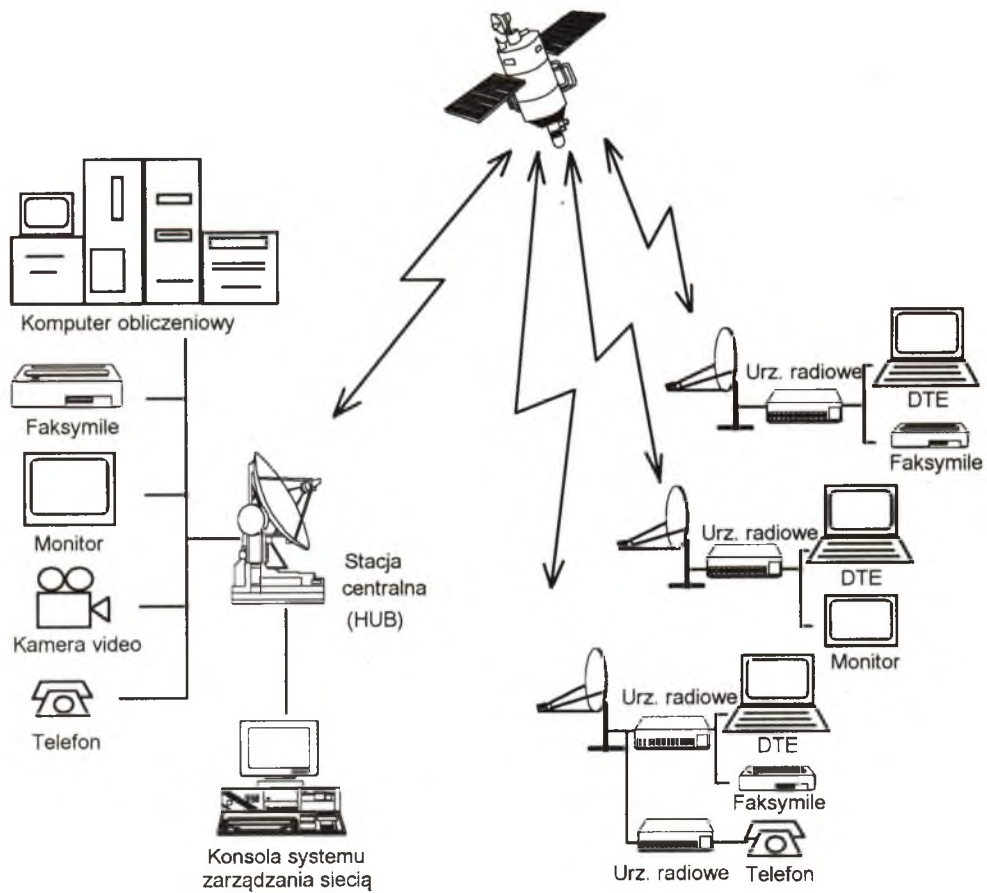 Komputer obliczeniowy
Faksymile
Monitor
Kamera video
Telefon
Stacja
centralna
(HUB)
Konsola systemu
zarządzania siecią
Urz. radiowe
DTE
Faksymile
Urz. radiowe
DTE
Monitor
Urz. radiowe
DTE
Faksymile
Urz. radiowe
Telefon